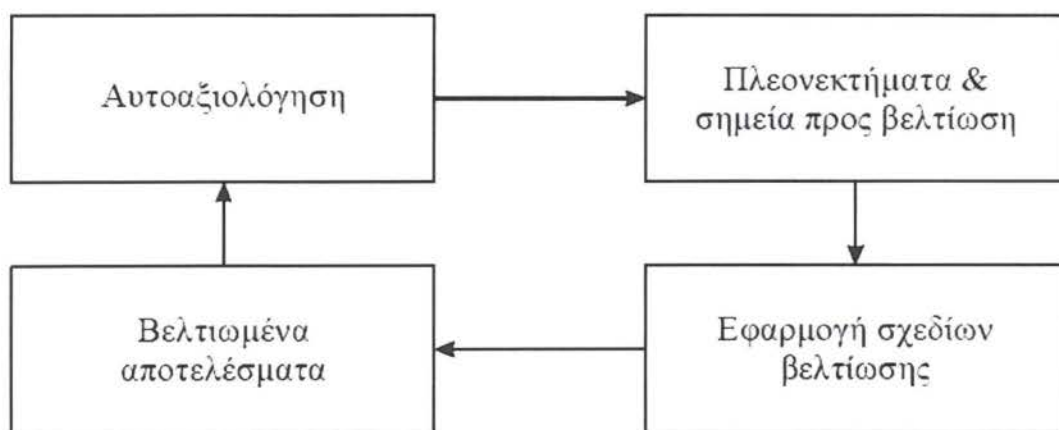 Αυτοαξιολόγηση
Πλεονεκτήματα &
σημεία προς βελτίωση
Βελτιωμένα
αποτελέσματα
Εφαρμογή σχεδίων
βελτίωσης